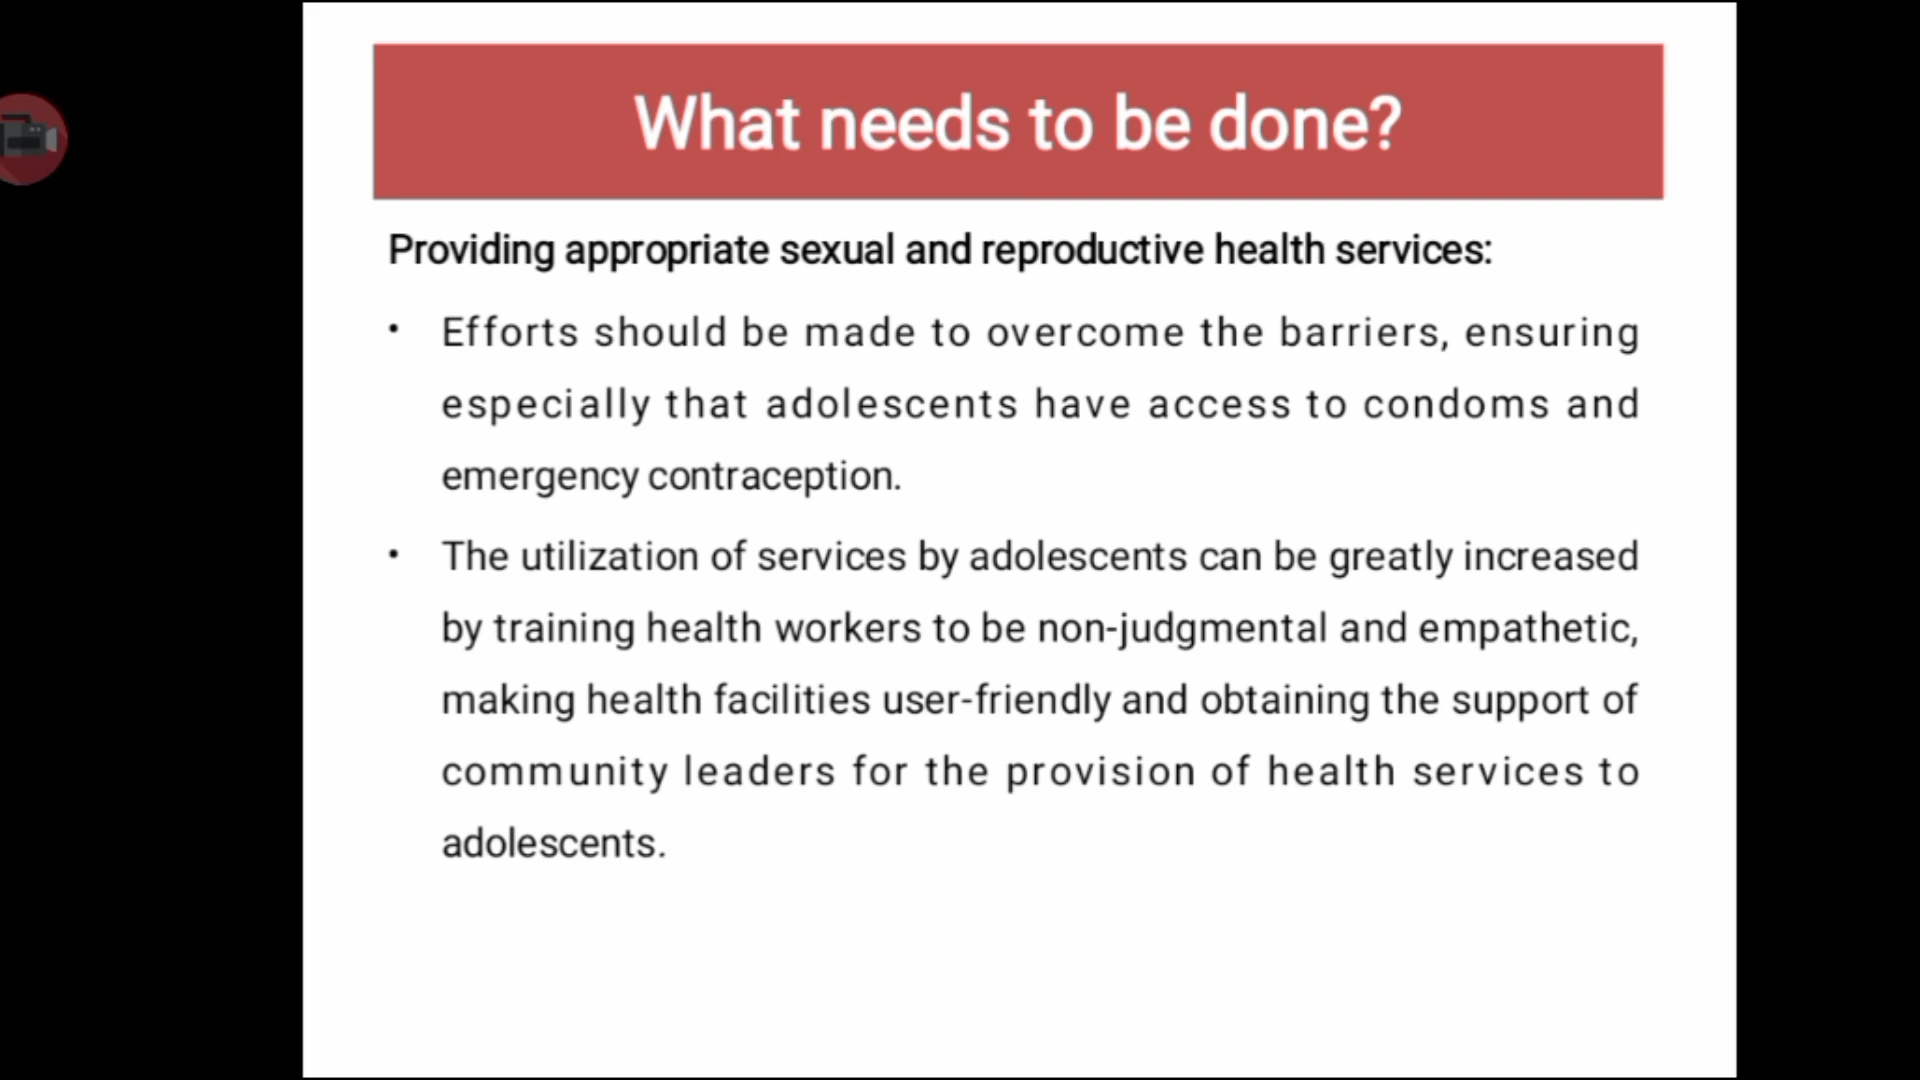 What needs to be done?
Providing appropriate sexual and reproductive health services:
• Efforts should be made to overcome the barriers, ensuring
especially that adolescents have access to condoms and
emergency contraception.
• The utilization of services by adolescents can be greatly increased
by training health workers to be non-judgmental and empathetic,
making health facilities user-friendly and obtaining the support of
community leaders for the provision of health services to
adolescents.